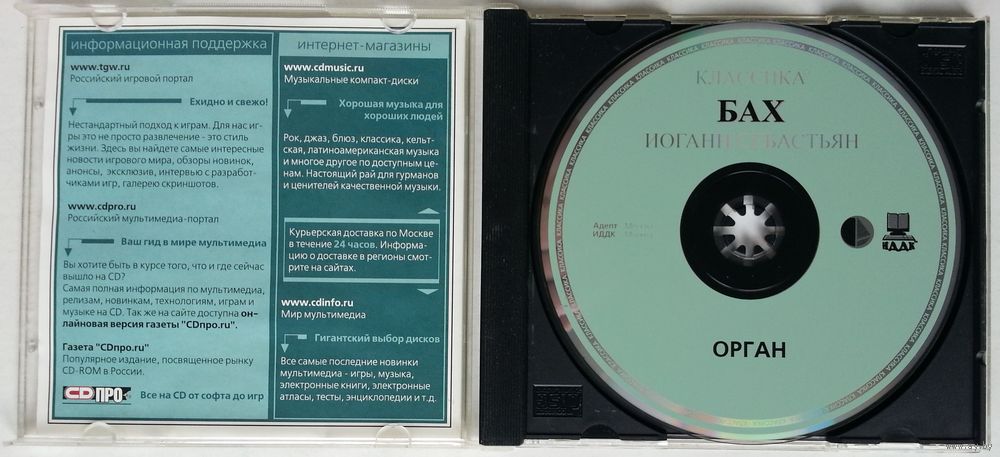 информационная поддержка
www.tgw.ru
Российский игровой портал
Ехидно и свежо!
Нестандартный подход к играм. Для нас иг-
ры это не просто развлечение - это стиль
жизни. Здесь вы найдете самые интересные
новости игрового мира, обзоры новинок,
анонсы, эксклюзив, интервью с разработ-
чиками игр, галерею скриншотов.
www.cdpro.ru
Российский мультимедиа-портал
Ваш гид в мире мультимедиа
Вы хотите быть в курсе того, что и где сейчас
вышло на CD?
Самая полная информация по мультимедиа,
релизам, новинкам, технологиям, играм и
музыке на CD. Так же на сайте доступна он-
лайновая версия газеты "CDпро.ru".
Газета "CDпро.ru"
Популярное издание, посвященное рынку
CD-ROM в России.
CD ПРО
Все на CD от софта до игр
интернет-магазины
www.cdmusic.ru
Музыкальные компакт-диски
Хорошая музыка для
хороших людей
Рок, джаз, блюз, классика, кельт-
ская, латиноамериканская музыка
и многое другое по доступным це-
нам. Настоящий рай для гурманов
и ценителей качественной музыки.
Курьерская доставка по Москве
в течение 24 часов. Информа-
цию о доставке в регионы смот-
рите на сайтах.
www.cdinfo.ru
Мир мультимедиа
Гигантский выбор дисков
Все самые последние новинки
мультимедиа - игры, музыка,
электронные книги, электронные
атласы, тесты, энциклопедии и т.д.
КЛАССИКА
БАХ
ИОГАНН СЕБАСТЬЯН
Адепт
ИДДК
ИДДК
ОРГАН